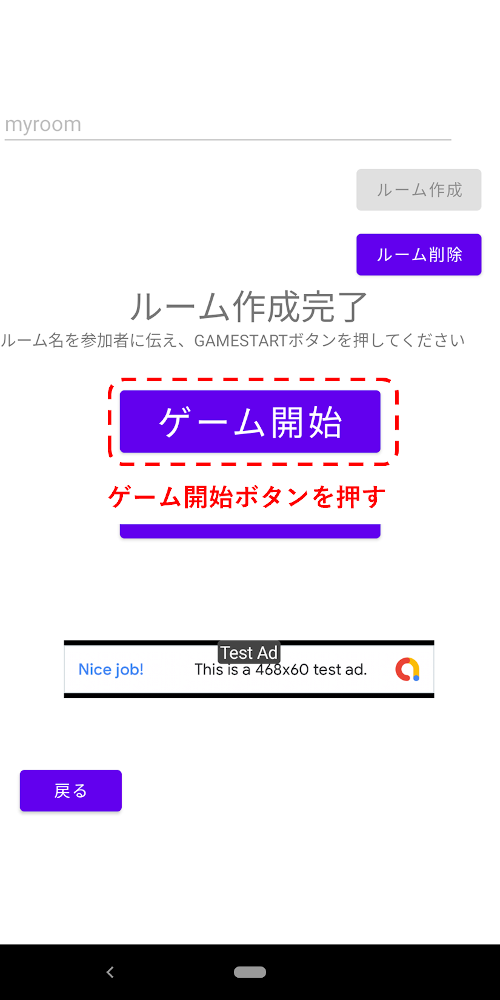 myroom
ルーム作成
ルーム削除
ルーム作成完了
ルーム名を参加者に伝え、GAMESTARTボタンを押してください
ゲーム開始
ゲーム開始ボタンを押す
Test Ad
Nice job!
This is a 468x60 test ad.
戻る